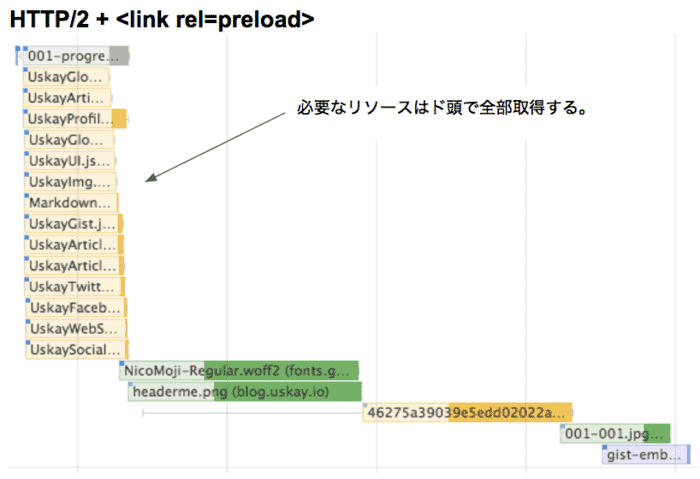 HTTP/2 + <link rel=preload>
001-progre...
UskayGlo...
UskayArti...
必要なリソースはド頭で全部取得する。
UskayProfil...
UskayGlo...
UskayUI.js...
UskayImg....
Markdown...
UskayGist.j...
UskayArticl...
UskayArticl...
UskayTwitt...
UskayFaceb...
UskayWebS...
UskaySocial...
NicoMoji-Regular.woff2 (fonts.g...
headerme.png (blog.uskay.io)
46275a39039e5edd02022a...
001-001.jpg...
gist-emb...